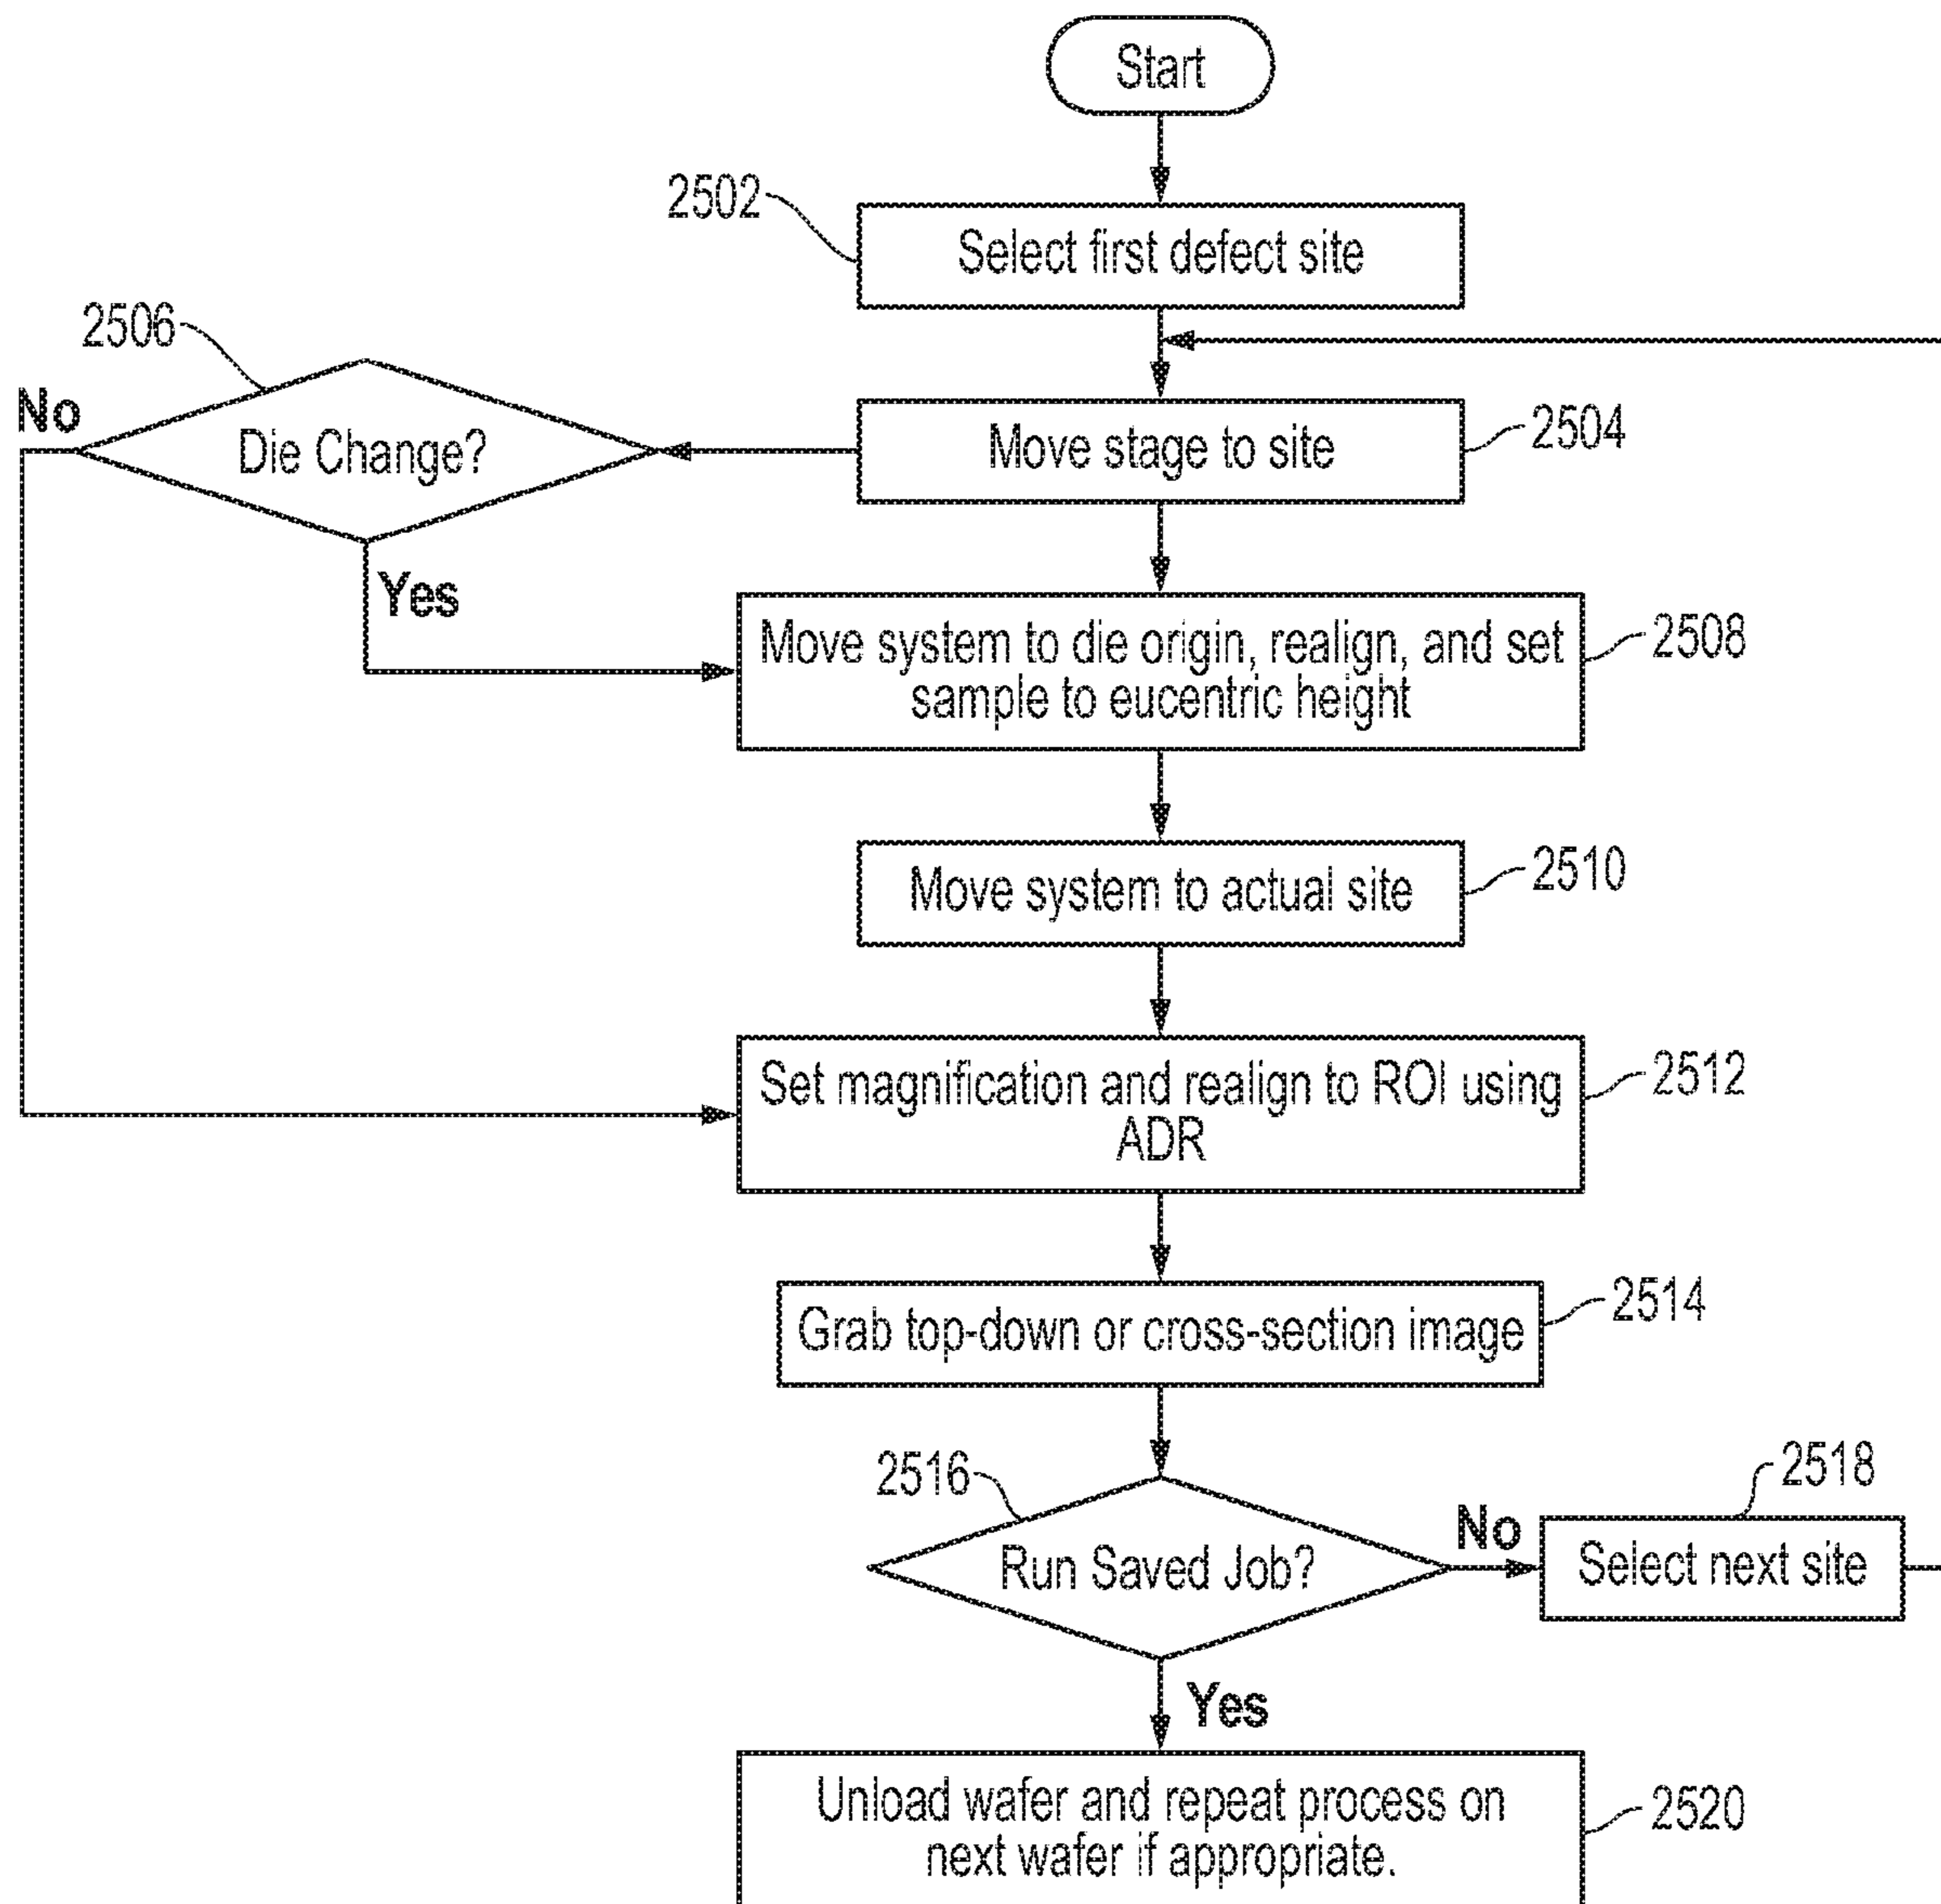 Start
2502
Select first defect site
2506
No
Die Change?
Move stage to site
2504
Yes
Move system to die origin, realign, and set
sample to eucentric height
2508
Move system to actual site
2510
Set magnification and realign to ROI using
ADR
2512
Grab top-down or cross-section image
2514
2516
Run Saved Job?
No
2518
Select next site
Yes
Unload wafer and repeat process on
next wafer if appropriate.
2520